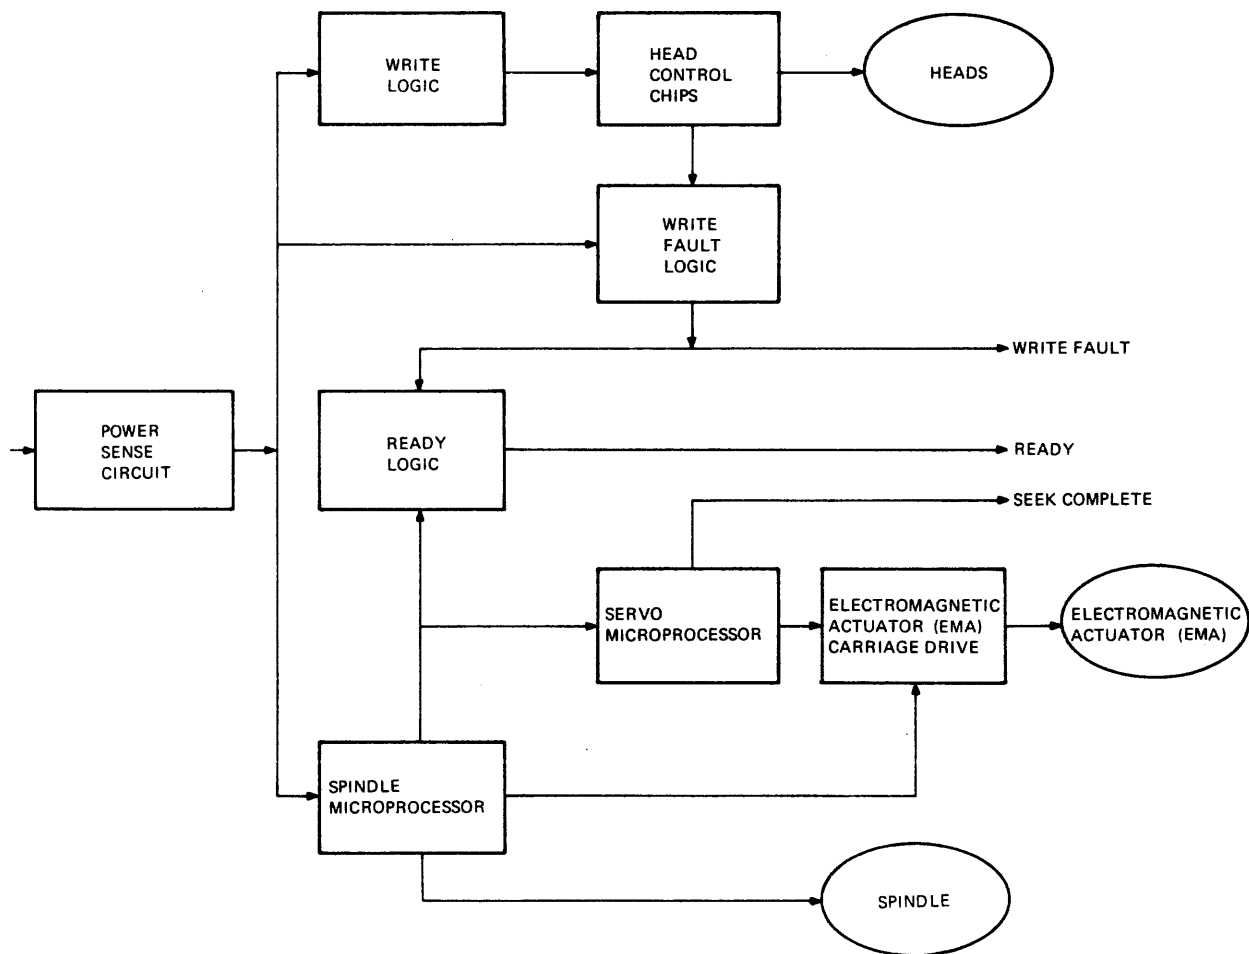 WRITE
LOGIC
HEAD
CONTROL
CHIPS
HEADS
WRITE
FAULT
LOGIC
WRITE FAULT
POWER
SENSE
CIRCUIT
READY
LOGIC
READY
SEEK COMPLETE
SERVO
MICROPROCESSOR
ELECTROMAGNETIC
ACTUATOR (EMA)
CARRIAGE DRIVE
ELECTROMAGNETIC
ACTUATOR (EMA)
SPINDLE
MICROPROCESSOR
SPINDLE